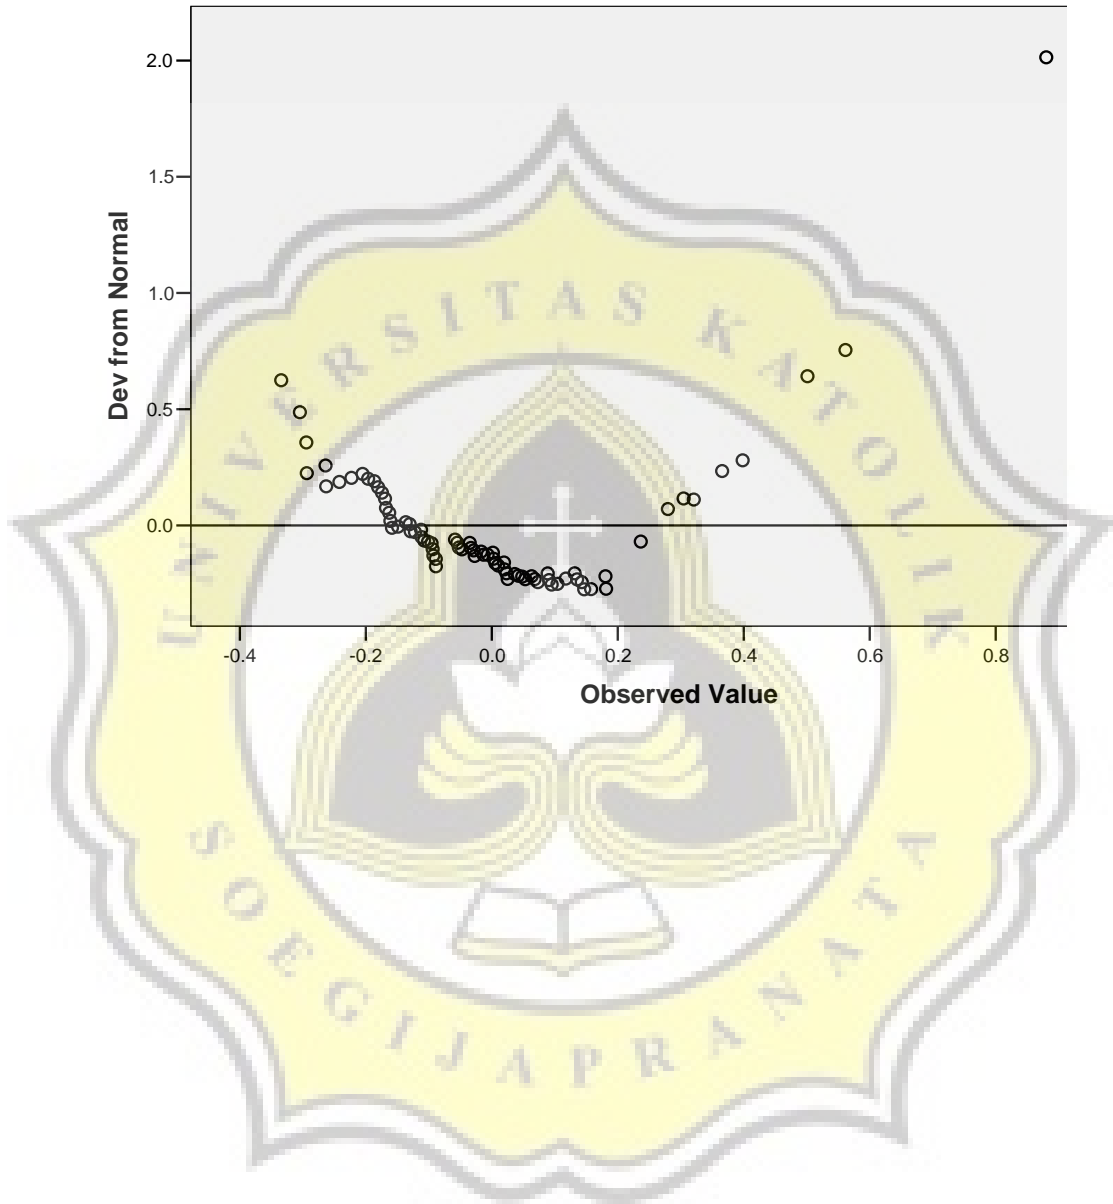 2.0
1.5
1.0
0.5
0.0
Dev from Normal
-0.4 -0.2 0.0 0.2 0.4 0.6 0.8
Observed Value
UNIVERSITAS KATOLIK
SOEGIJAPRANATA